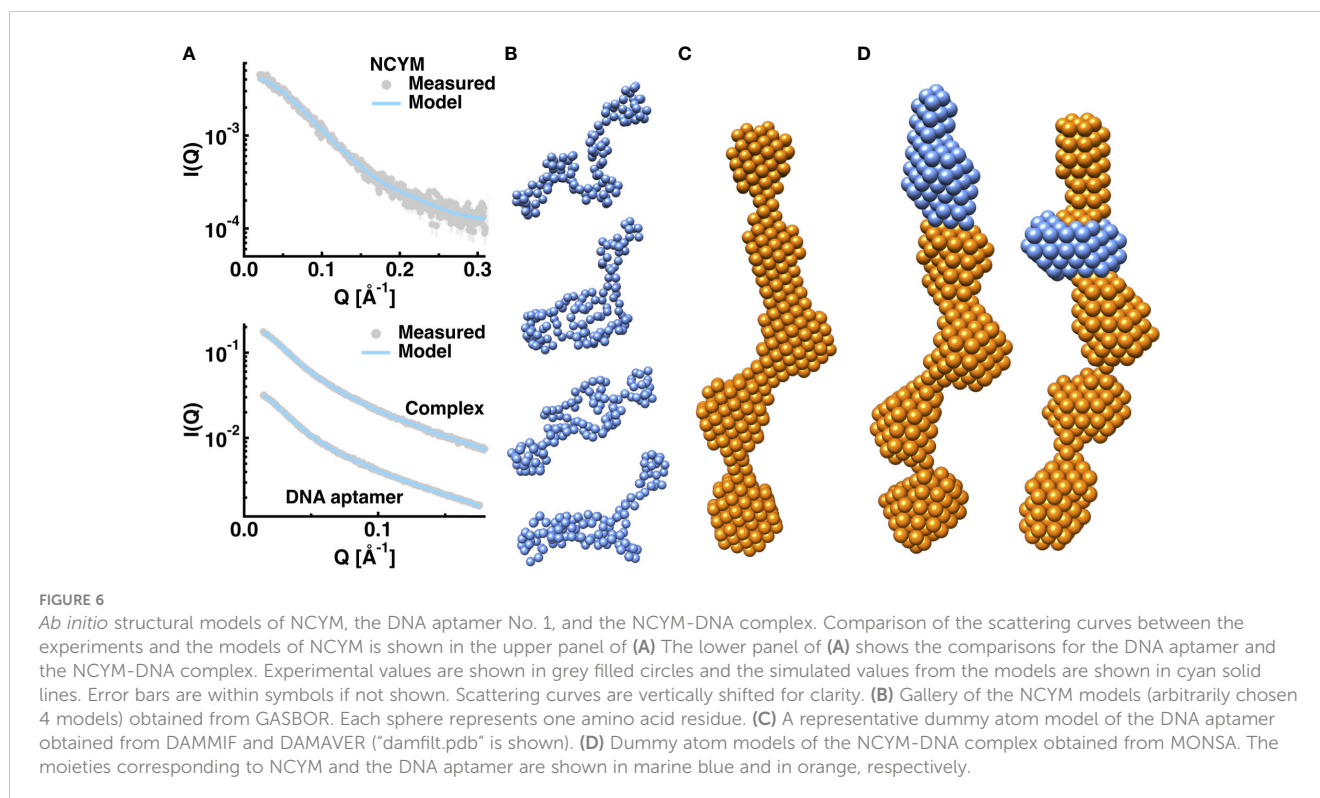 A
B
C
D
NCYM
Measured
Model
10-3
10-4
I(Q)
0.0 0.1 0.2 0.3
Q [Å-1]
Measured
Model
10-1
10-2
I(Q)
Complex
DNA aptamer
0.0 0.1
Q [Å-1]
FIGURE 6
Ab initio structural models of NCYM, the DNA aptamer No. 1, and the NCYM-DNA complex. Comparison of the scattering curves between the
experiments and the models of NCYM is shown in the upper panel of (A) The lower panel of (A) shows the comparisons for the DNA aptamer and
the NCYM-DNA complex. Experimental values are shown in grey filled circles and the simulated values from the models are shown in cyan solid
lines. Error bars are within symbols if not shown. Scattering curves are vertically shifted for clarity. (B) Gallery of the NCYM models (arbitrarily chosen
4 models) obtained from GASBOR. Each sphere represents one amino acid residue. (C) A representative dummy atom model of the DNA aptamer
obtained from DAMMIF and DAMAVER ("damfilt.pdb" is shown). (D) Dummy atom models of the NCYM-DNA complex obtained from MONSA. The
moieties corresponding to NCYM and the DNA aptamer are shown in marine blue and in orange, respectively.